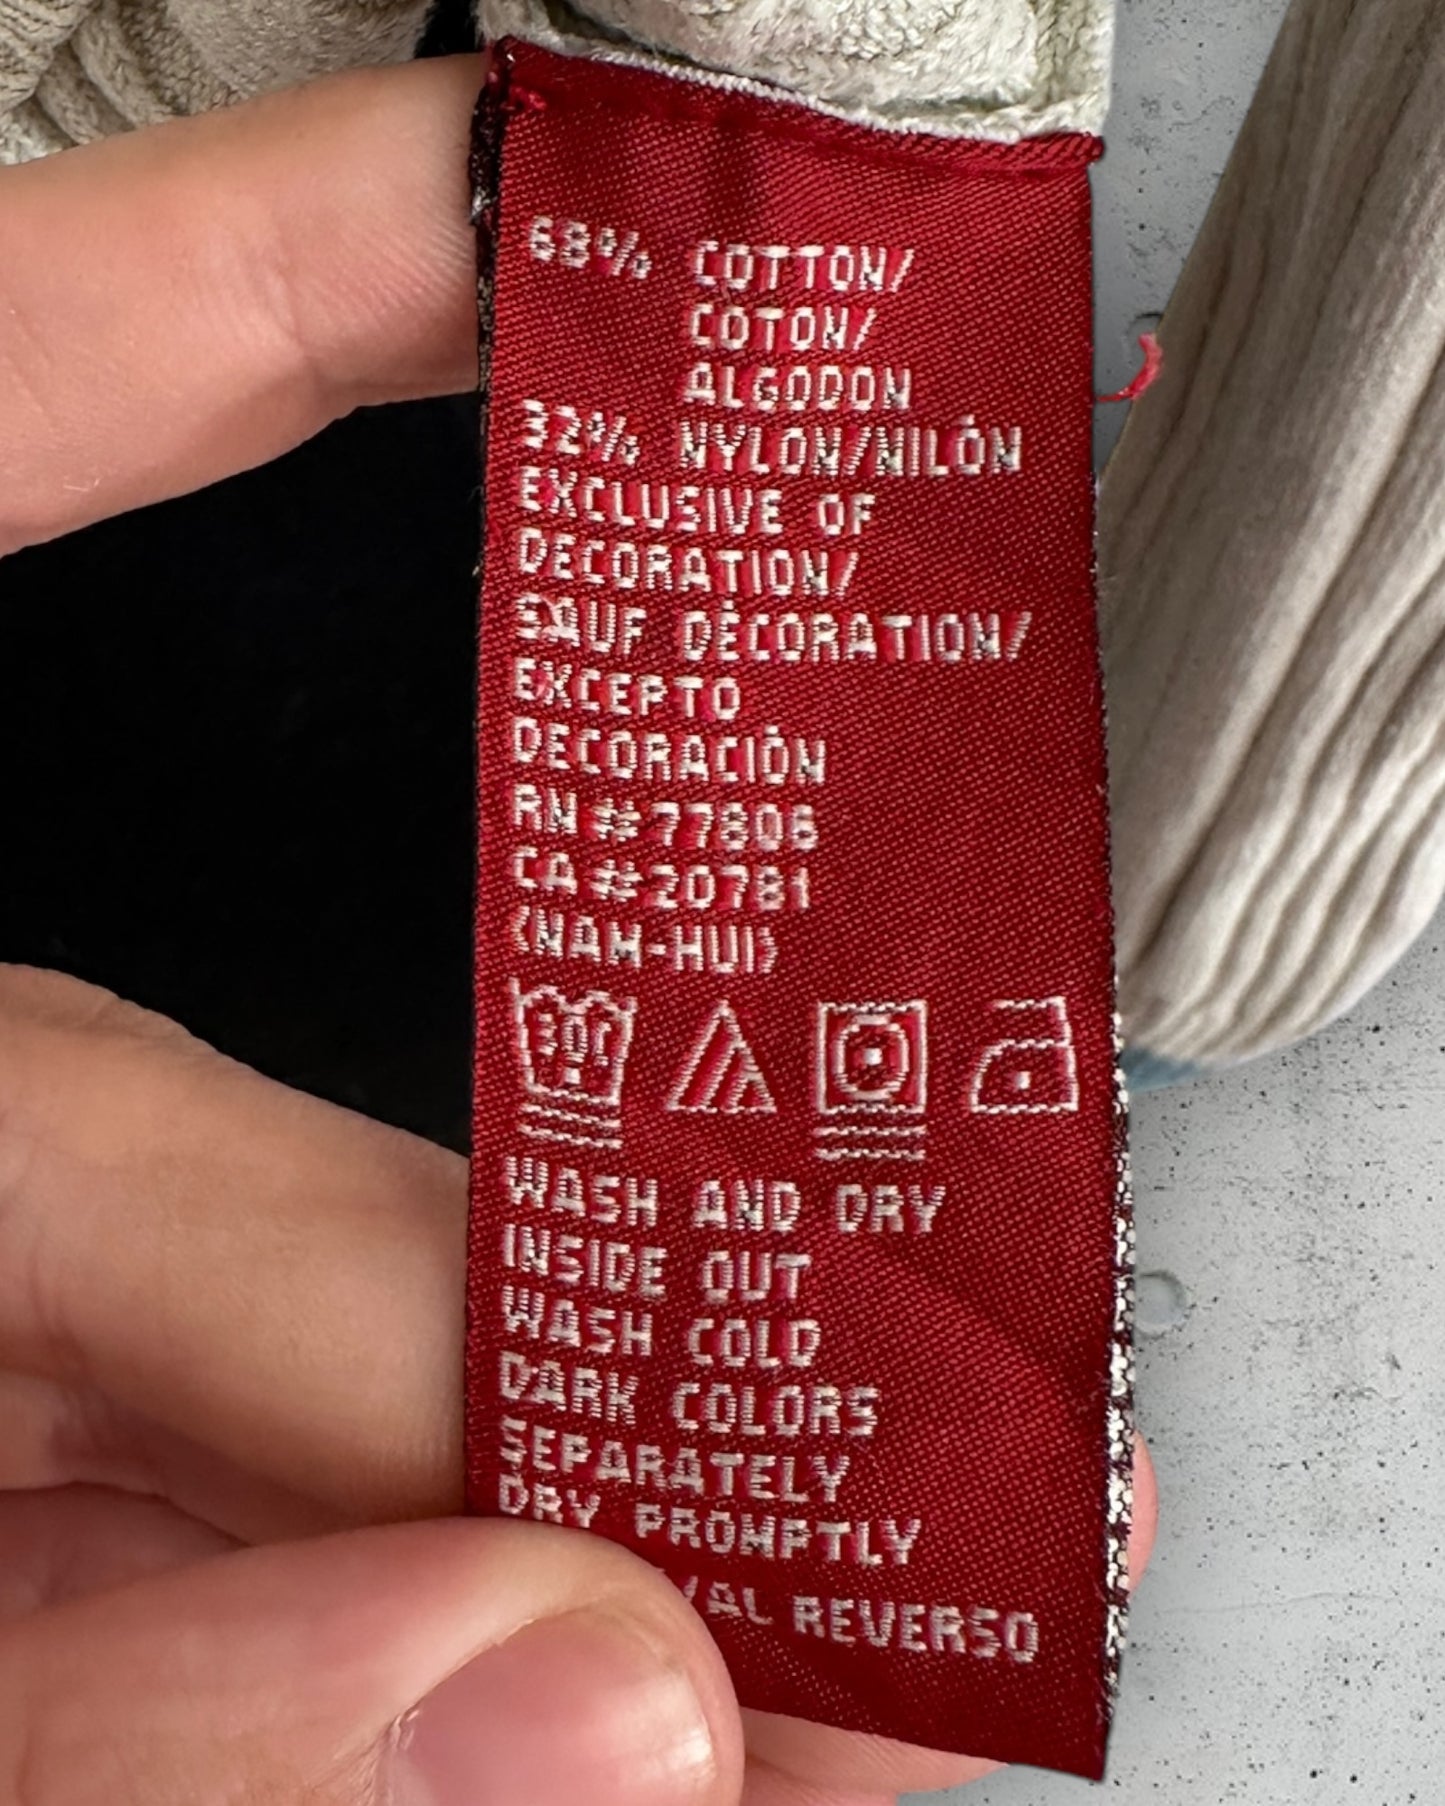 68% COTTON/
COTON/
ALGODON
32% NYLON/NILÓN
EXCLUSIVE OF
DECORATION/
SAUF DÉCORATION/
EXCEPTO
DECORACIÓN
RN#77806
CA#20781
(NAM-HUI)
30C
WASH AND DRY
INSIDE OUT
WASH COLD
DARK COLORS
SEPARATELY
DRY PROMPTLY
/AL REVERSO